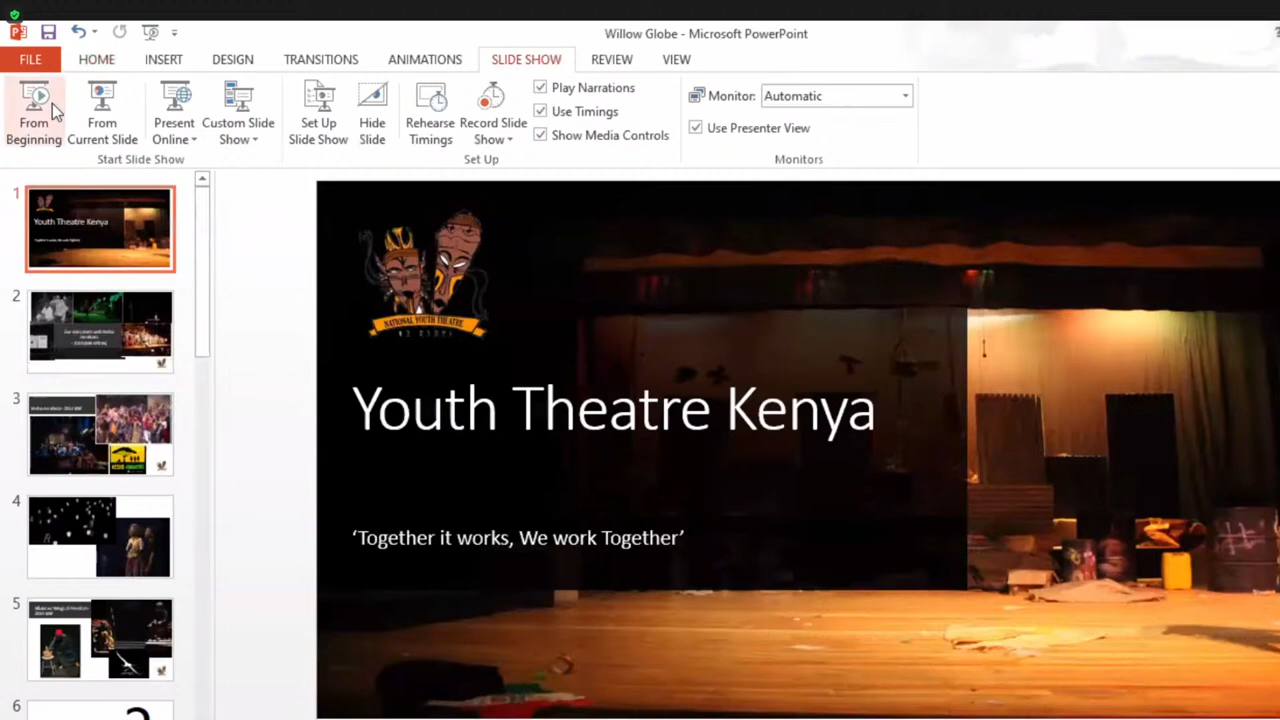 Willow Globe - Microsoft PowerPoint
FILE HOME INSERT DESIGN TRANSITIONS ANIMATIONS SLIDE SHOW REVIEW VIEW
From Beginning
From Current Slide
Present Online
Custom Slide Show
Set Up Slide Show
Hide Slide
Rehearse Timings
Record Slide Show
Play Narrations
Use Timings
Show Media Controls
Monitor: Automatic
Use Presenter View
Start Slide Show
Set Up
Monitors
1
Youth Theatre Kenya
2
3
4
5
6
NATIONAL YOUTH THEATRE
Youth Theatre Kenya
‘Together it works, We work Together’